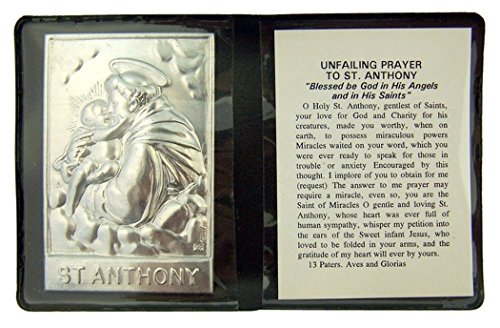 ST. ANTHONY
UNFAILING PRAYER
TO ST. ANTHONY
"Blessed be God in His Angels
and in His Saints"
O Holy St. Anthony, gentlest of Saints,
your love for God and Charity for his
creatures, made you worthy, when on
earth, to possess miraculous powers
Miracles waited on your word, which you
were ever ready to speak for those in
trouble or anxiety Encouraged by this
thought. I implore of you to obtain for me
(request) The answer to me prayer may
require a miracle, even so, you are the
Saint of Miracles O gentle and loving St.
Anthony, whose heart was ever full of
human sympathy, whisper my petition into
the ears of the Sweet infant Jesus, who
loved to be folded in your arms, and the
gratitude of my heart will ever by yours.
13 Paters. Aves and Glorias